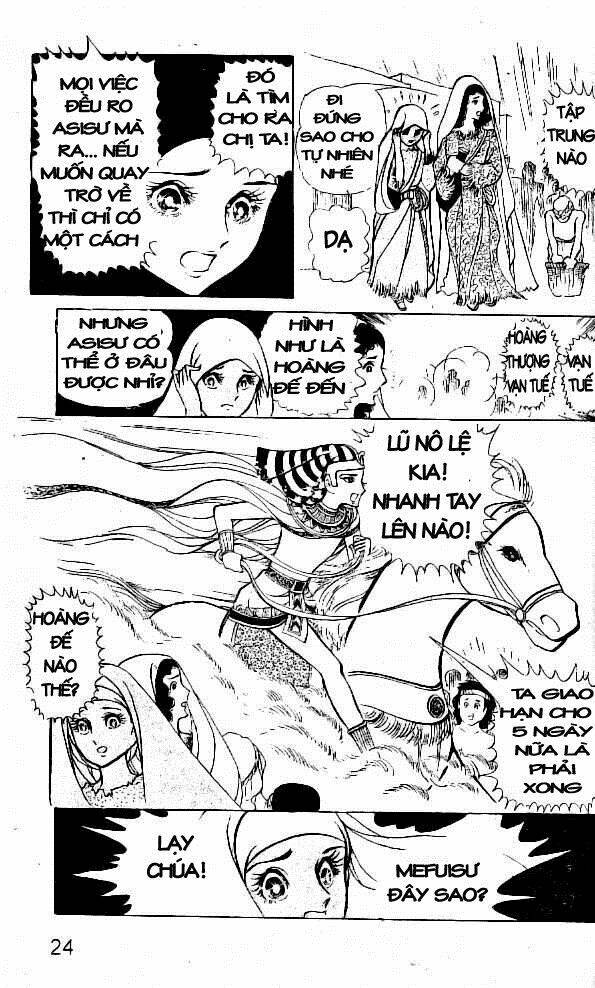 MỌI VIỆC
ĐỀU RO
ASISƯ MÀ
RA... NẾU
MUỐN QUAY
TRỞ VỀ
THÌ CHỈ CÓ
MỘT CÁCH
ĐÓ
LÀ TÌM
CHO RA
CHỊ TA!
ĐI
ĐỨNG
SAO CHO
TỰ NHIÊN
NHÉ
DẠ
TẬP
TRUNG
NÀO
NHƯNG
ASISƯ CÓ
THỂ Ở ĐÂU
ĐƯỢC NHỈ?
HÌNH
NHƯ LÀ
HOÀNG
ĐẾ ĐẾN
HOÀNG
THƯỢNG
VẠN TUẾ
VẠN
TUẾ
LŨ NÔ LỆ
KIA!
NHANH TAY
LÊN NÀO!
HOÀNG
ĐẾ
NÀO
THẾ?
TA GIAO
HẠN CHO
5 NGÀY
NỮA LÀ
PHẢI
XONG
LẠY
CHÚA!
MEFUISƯ
ĐÂY SAO?
24